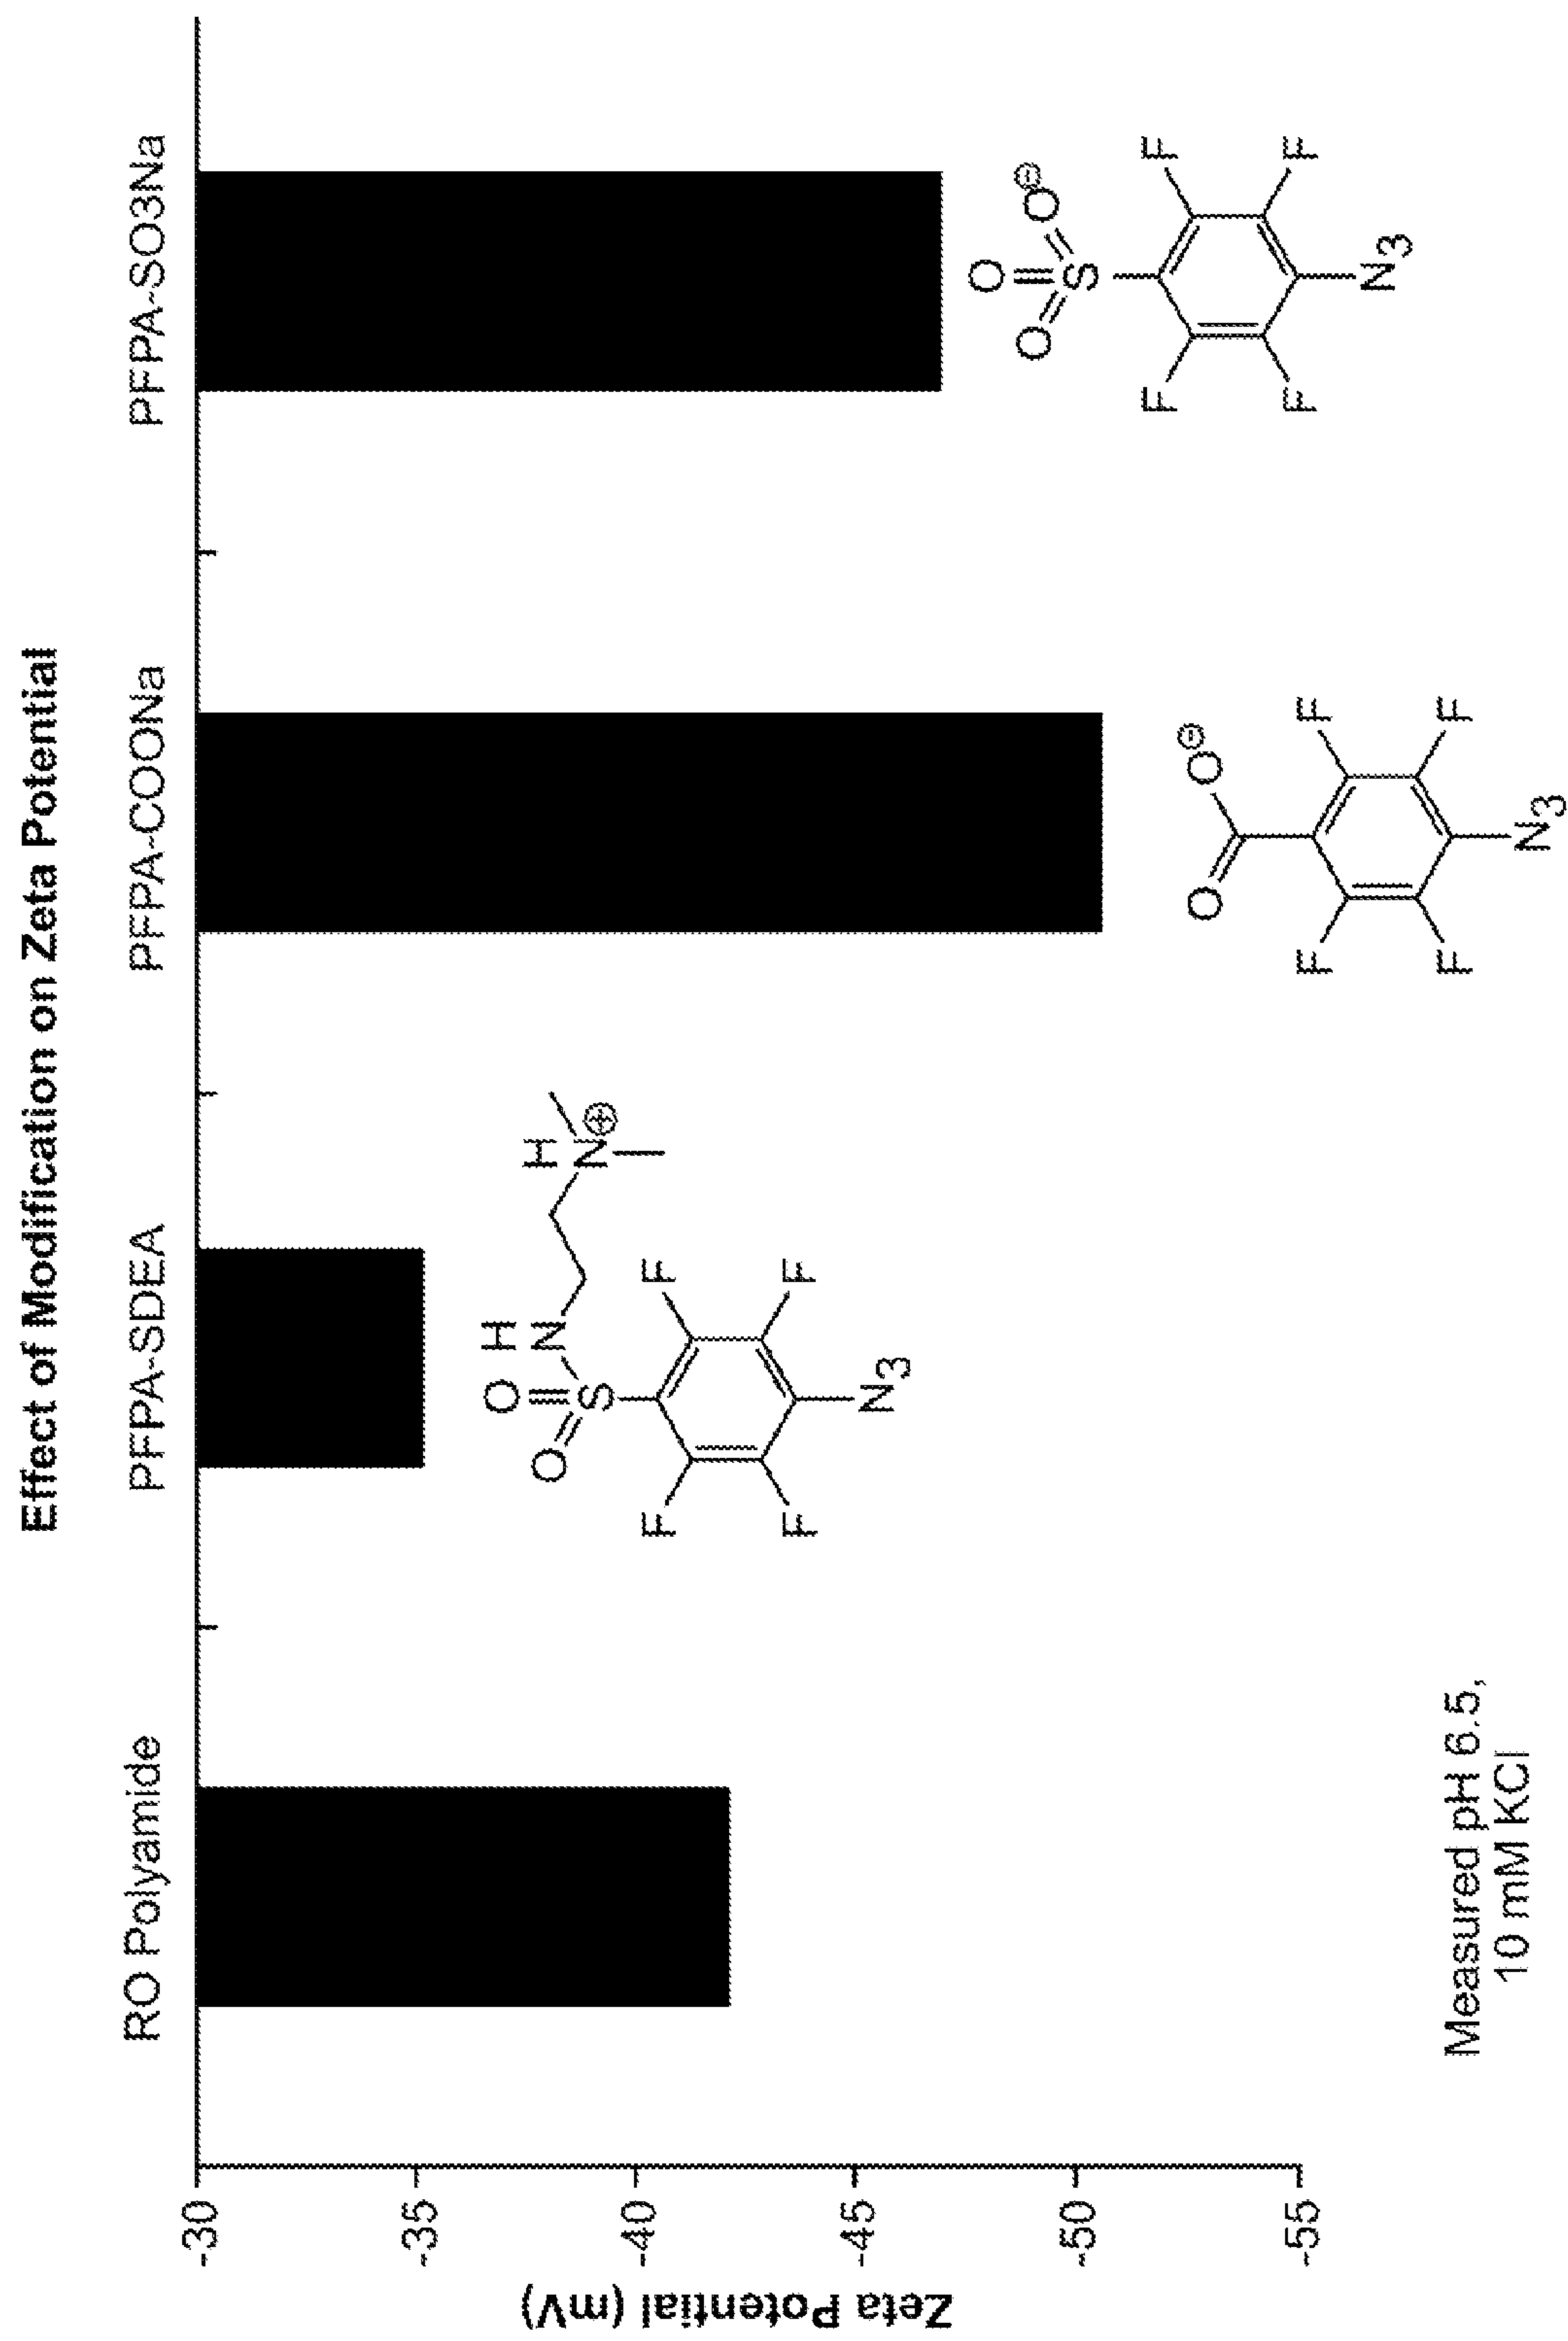 Effect of Modification on Zeta Potential
RO Polyamide
PFPA-SDEA
PFPA-COONa
PFPA-SO3Na
-30
-35
-40
-45
-50
-55
Zeta Potential (mV)
H
O
N
H
N
⊕
O
S
F
F
F
F
N3
O
O
⊖
F
F
F
F
N3
O
O
O
⊖
S
F
F
F
F
N3
Measured pH 6.5,
10 mM KCl